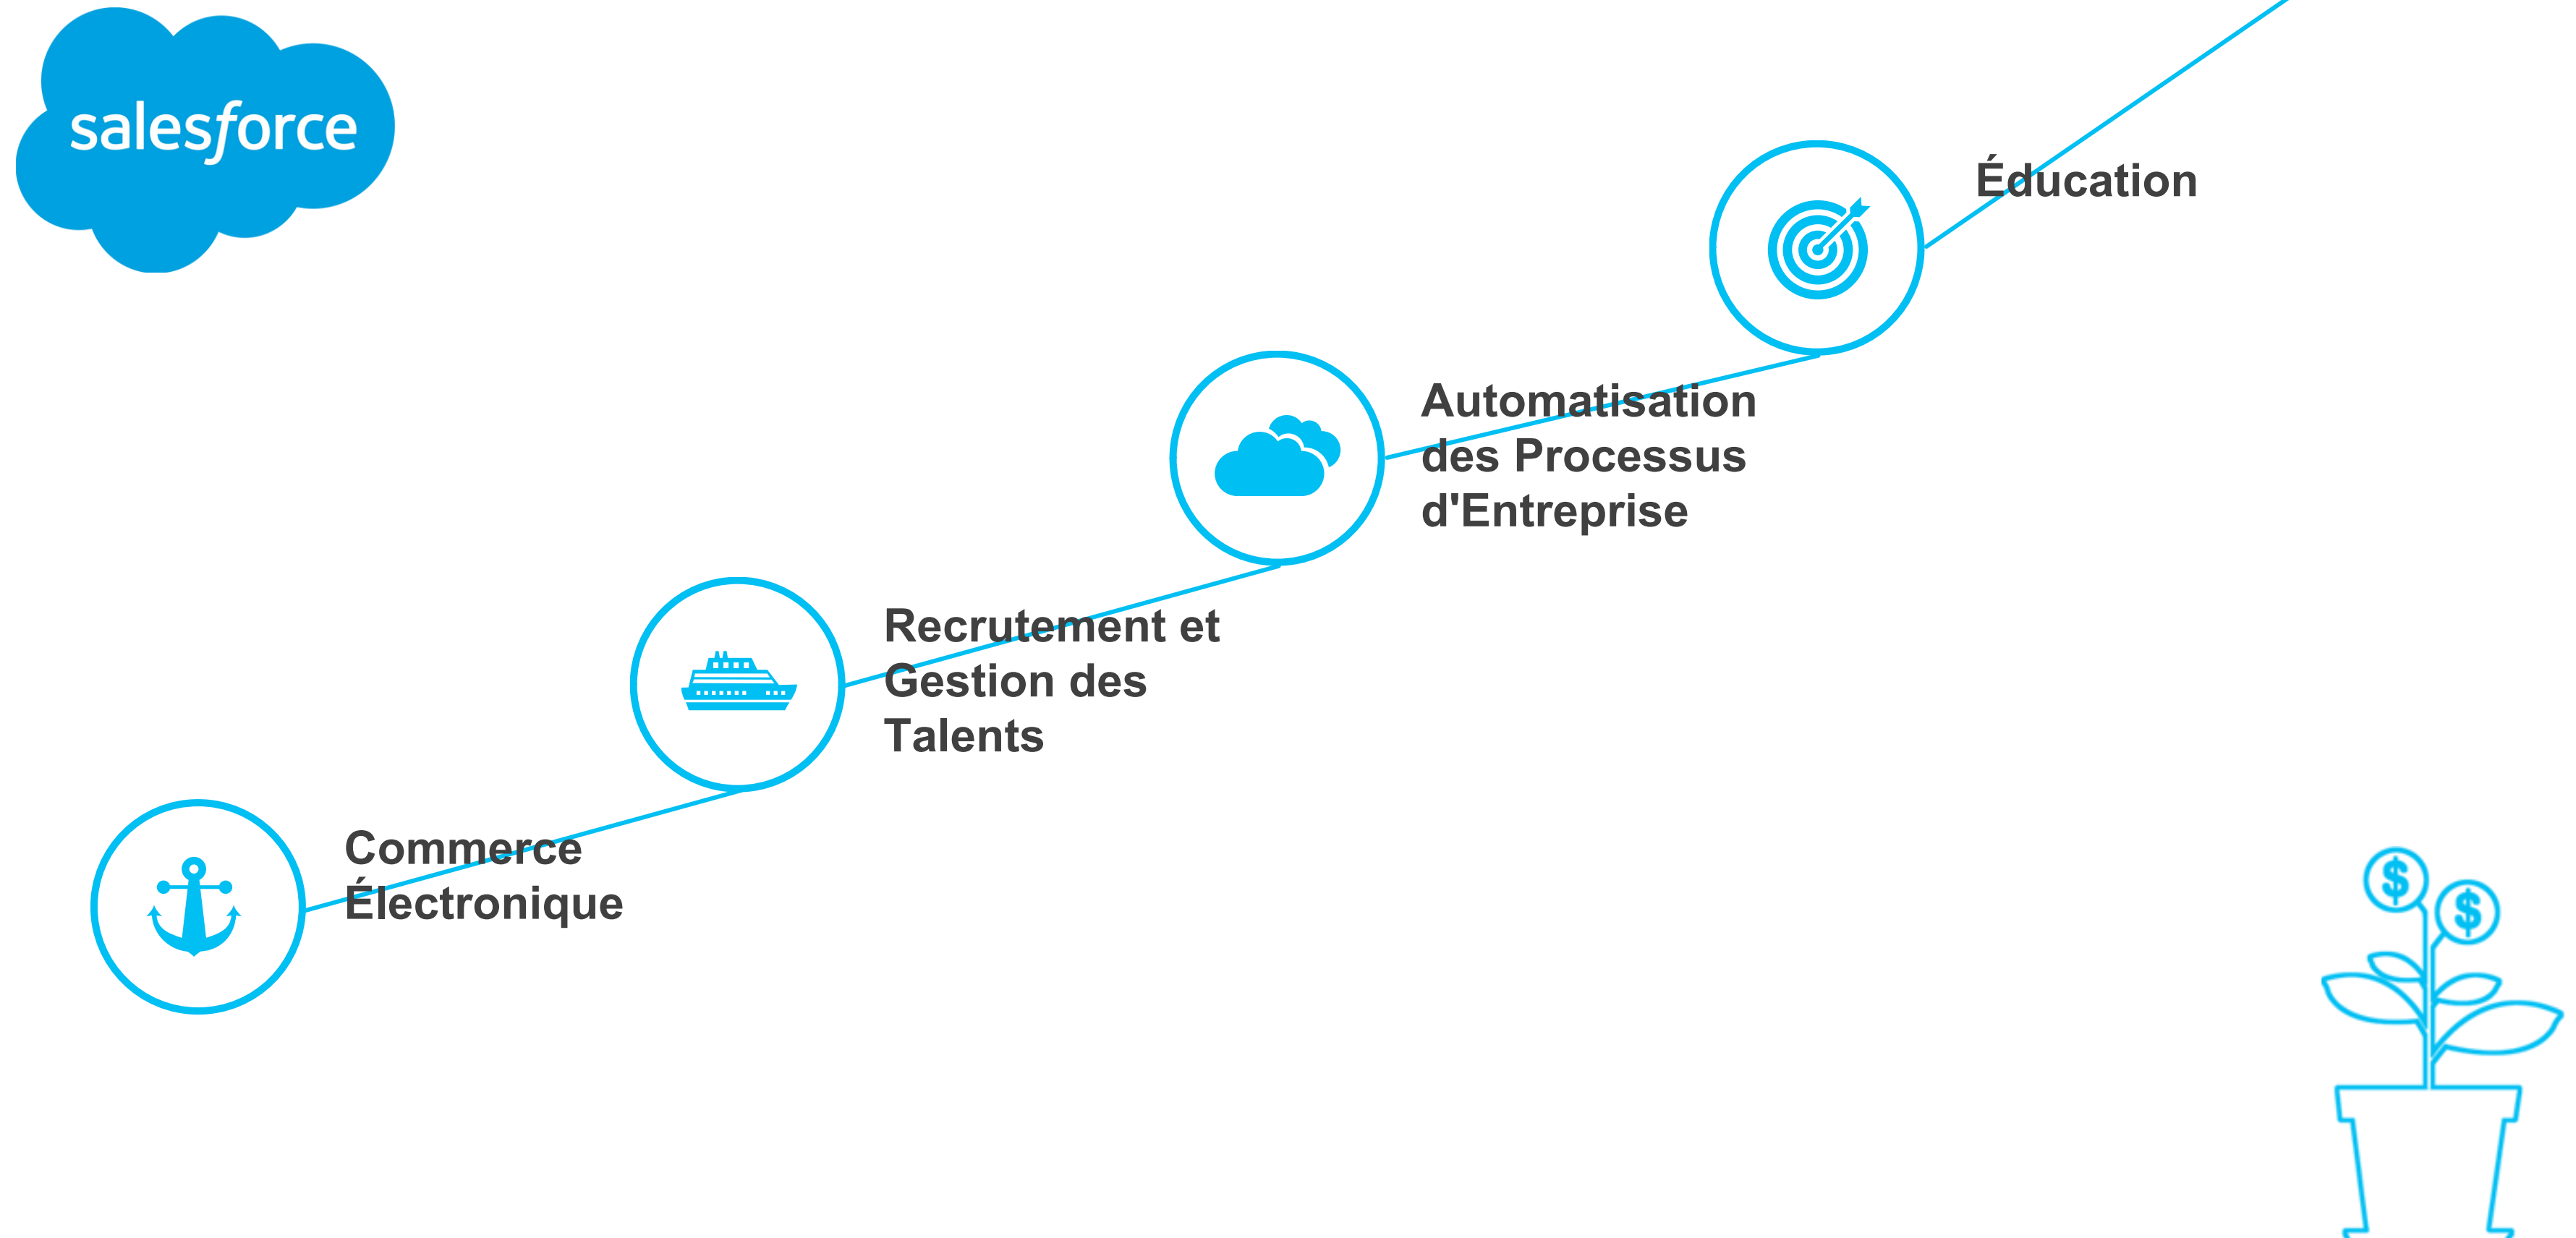 salesforce
Éducation
Automatisation
des Processus
d'Entreprise
Recrutement et
Gestion des
Talents
Commerce
Électronique
$
$